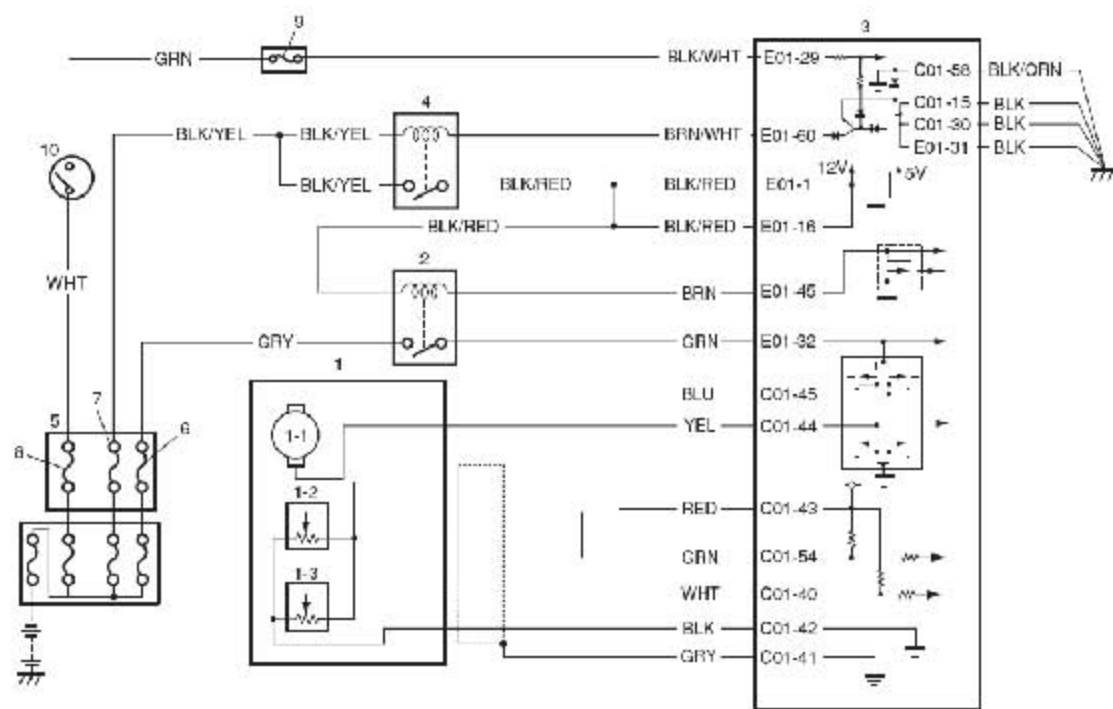 9
3
GRN
BLK/WHT
E01-29
C01-58
BLK/ORN
4
C01-15
BLK
BLK/YEL
BLK/YEL
BRN/WHT
E01-60
C01-30
BLK
10
E01-31
BLK
BLK/YEL
BLK/RED
BLK/RED
E01-1
12V
5V
BLK/RED
BLK/RED
E01-16
2
WHT
BRN
E01-45
GRY
GRN
E01-32
1
BLU
C01-45
7
5
6
1-1
YEL
C01-44
8
1-2
RED
C01-43
GRN
C01-54
1-3
WHT
C01-40
BLK
C01-42
GRY
C01-41